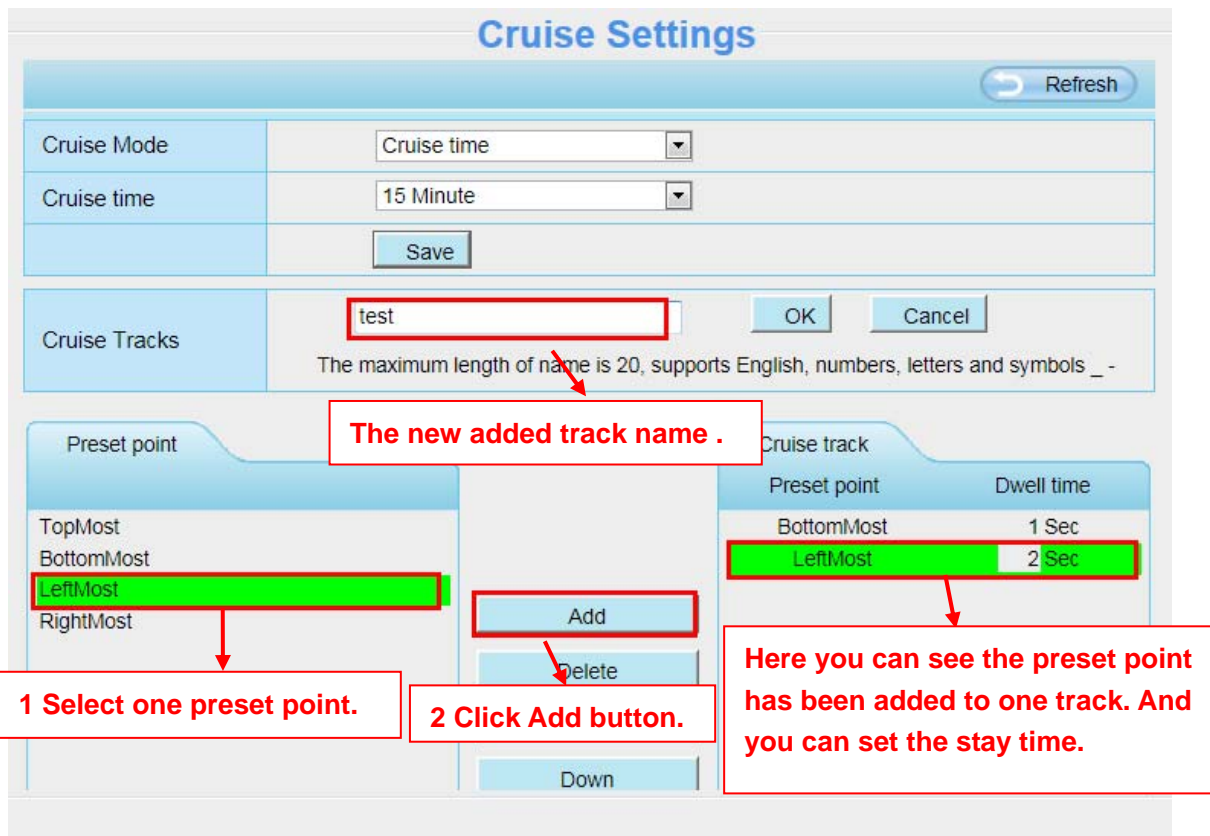 Cruise Settings
Refresh
Cruise Mode
Cruise time
Cruise time
15 Minute
Save
Cruise Tracks
test
OK
Cancel
The maximum length of name is 20, supports English, numbers, letters and symbols _ -
The new added track name .
Preset point
Cruise track
Preset point
Dwell time
TopMost
BottomMost
LeftMost
RightMost
BottomMost
1 Sec
LeftMost
2 Sec
Add
Delete
Down
1 Select one preset point.
2 Click Add button.
Here you can see the preset point
has been added to one track. And
you can set the stay time.